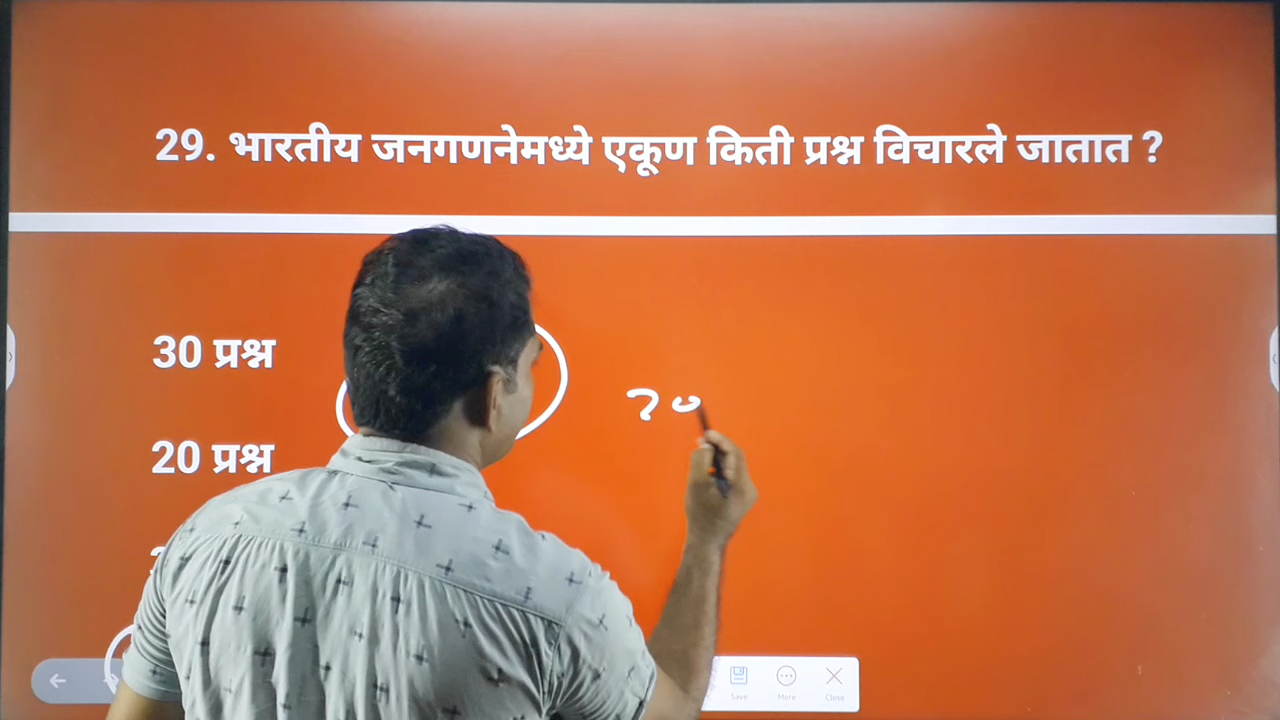 29. भारतीय जनगणनेमध्ये एकूण किती प्रश्न विचारले जातात ?
30 प्रश्न
20 प्रश्न
Save
More
Close